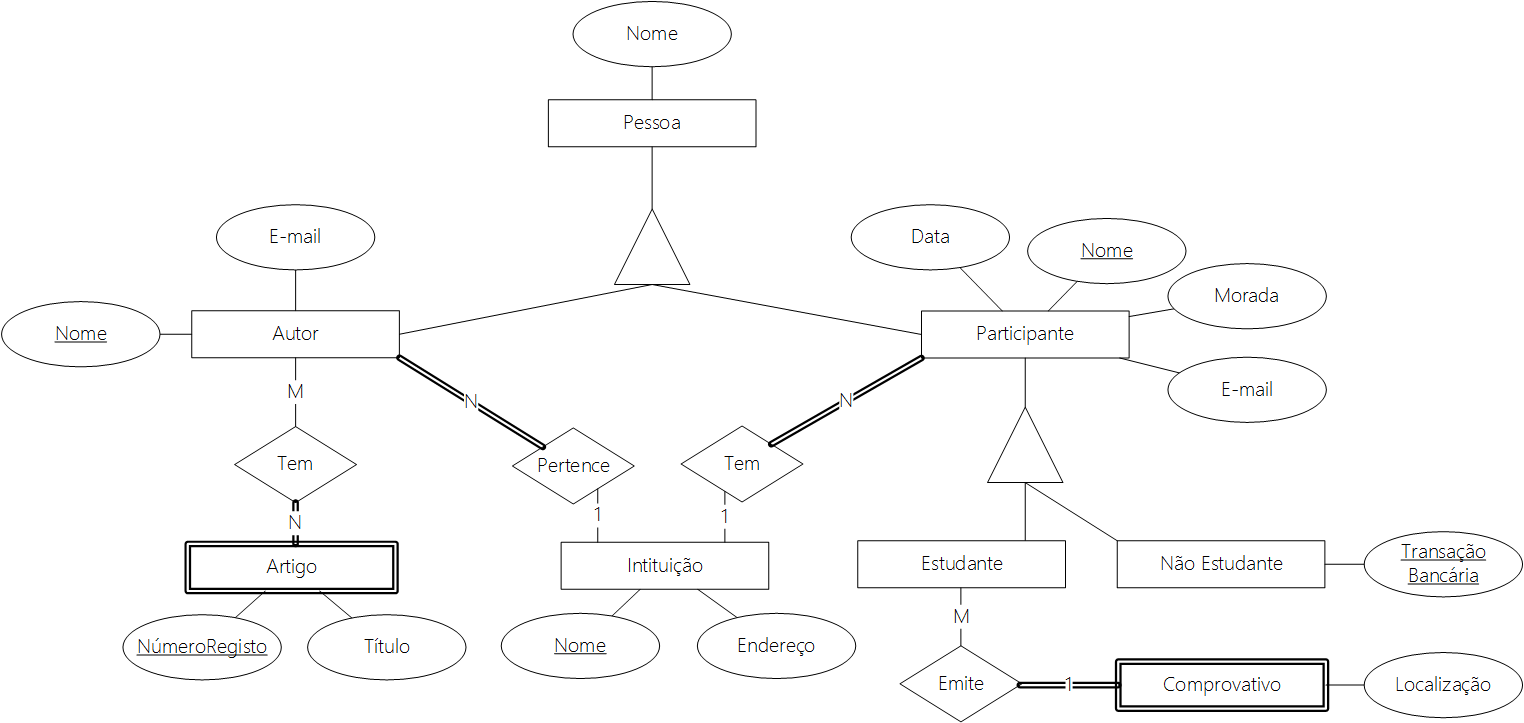 Nome
Pessoa
E-mail
Data
Nome
Morada
Nome
Autor
Participante
E-mail
M
N
N
Tem
Pertence
Tem
N
1
1
Artigo
Intituição
Estudante
Não Estudante
Transação
Bancária
M
NúmeroRegisto
Título
Nome
Endereço
Emite
1
Comprovativo
Localização